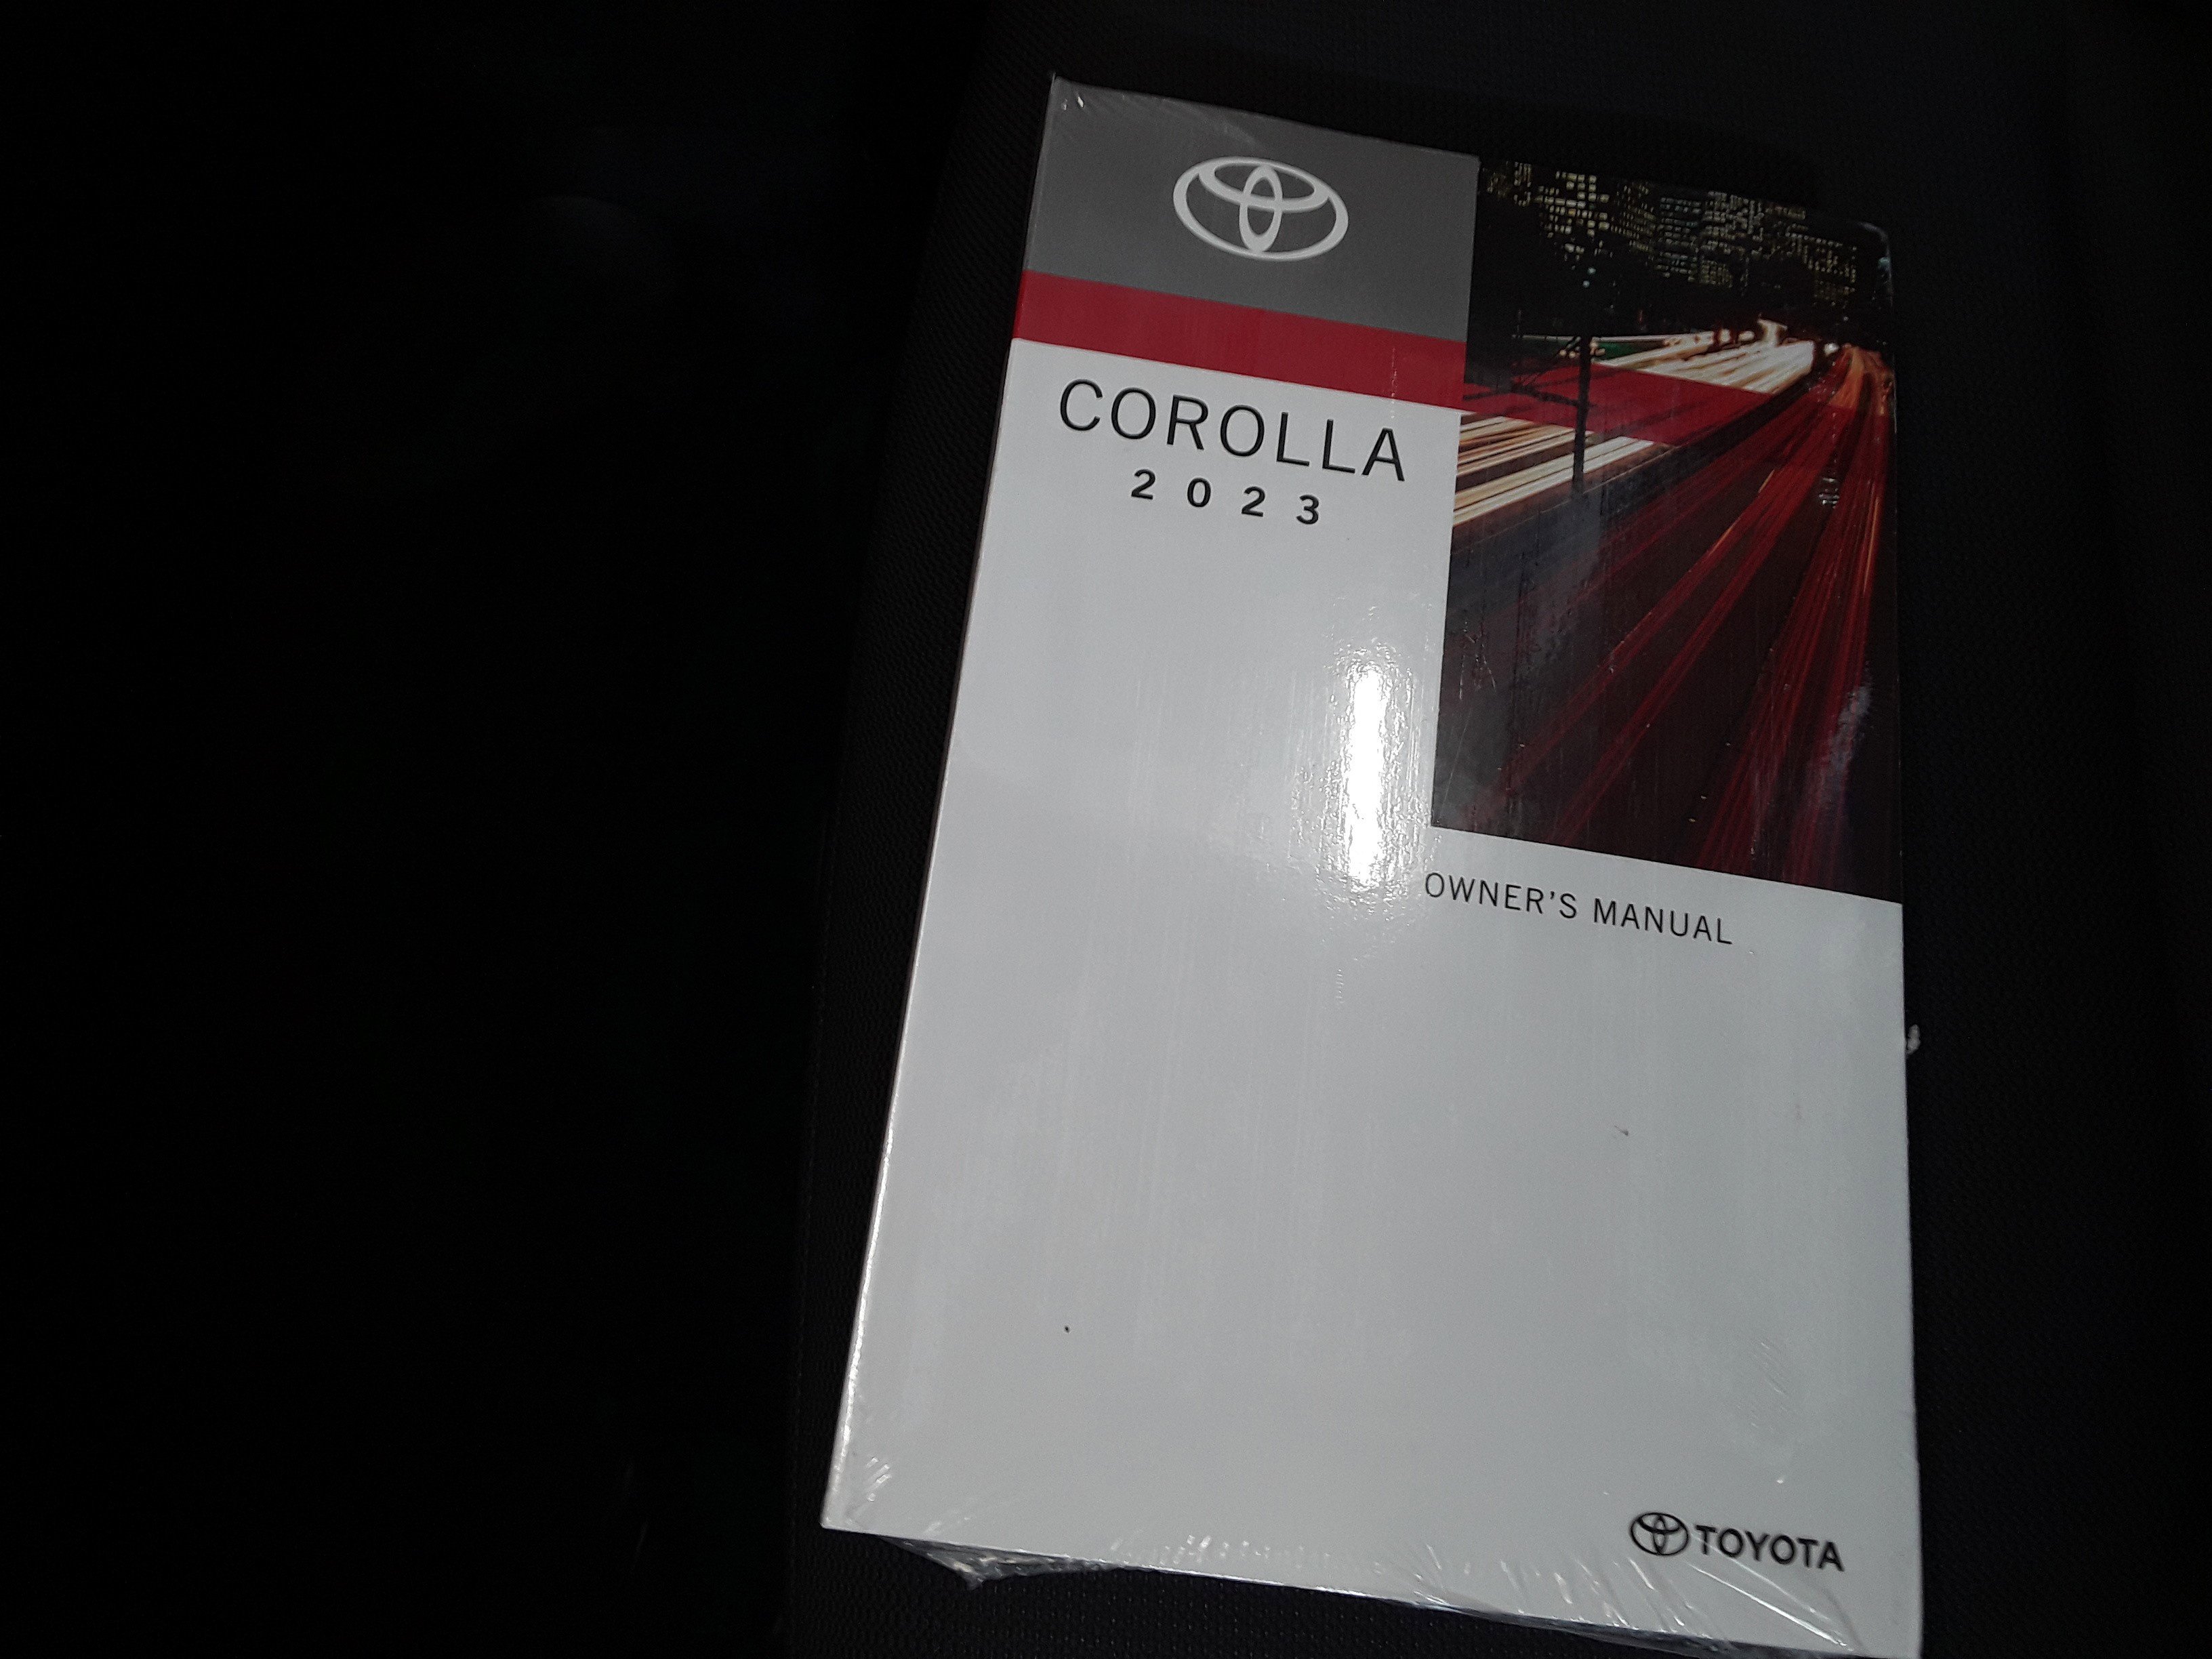 COROLLA
2023
OWNER'S MANUAL
TOYOTA